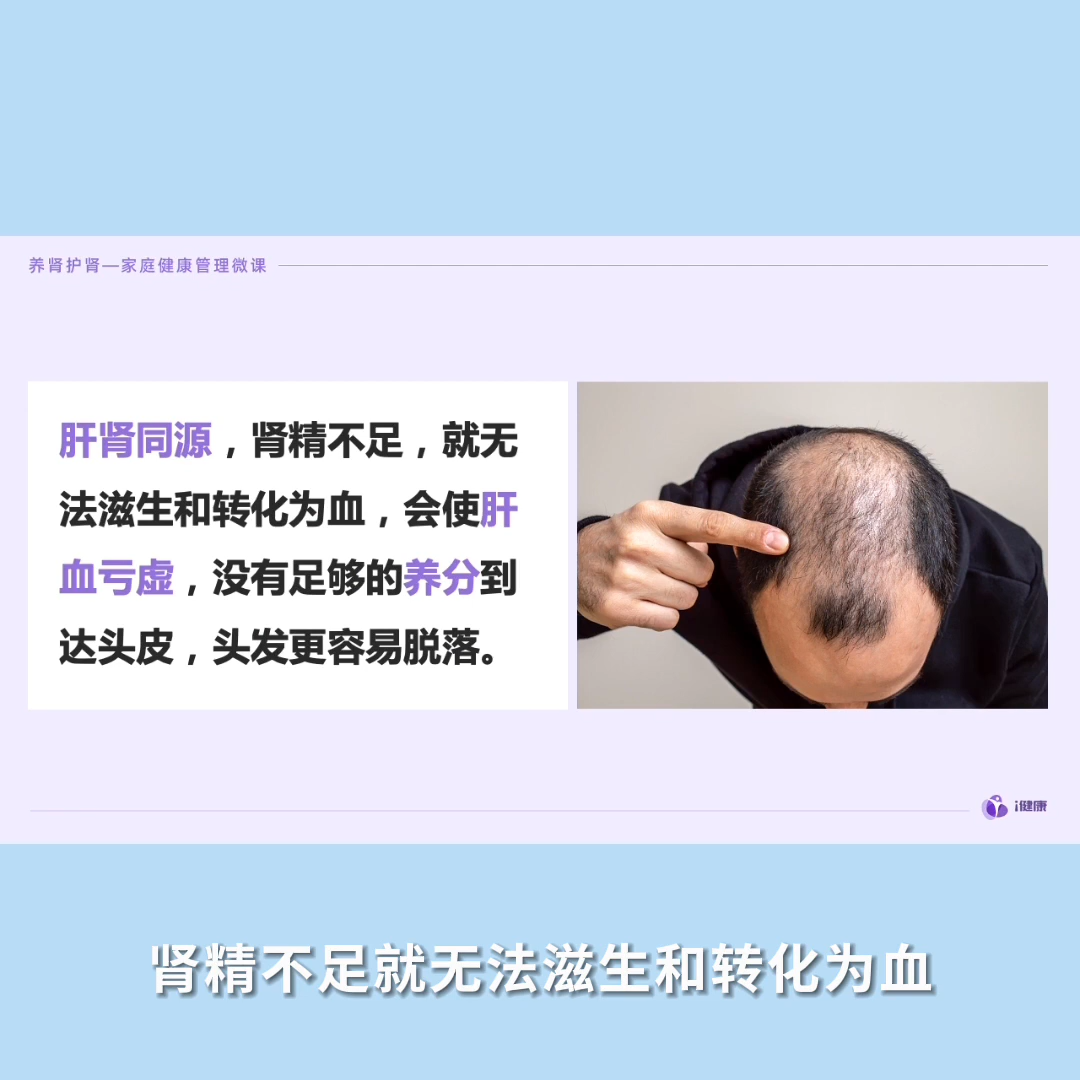 养肾护肾—家庭健康管理微课
肝肾同源，肾精不足，就无
法滋生和转化为血，会使肝
血亏虚，没有足够的养分到
达头皮，头发更容易脱落。
i健康
肾精不足就无法滋生和转化为血